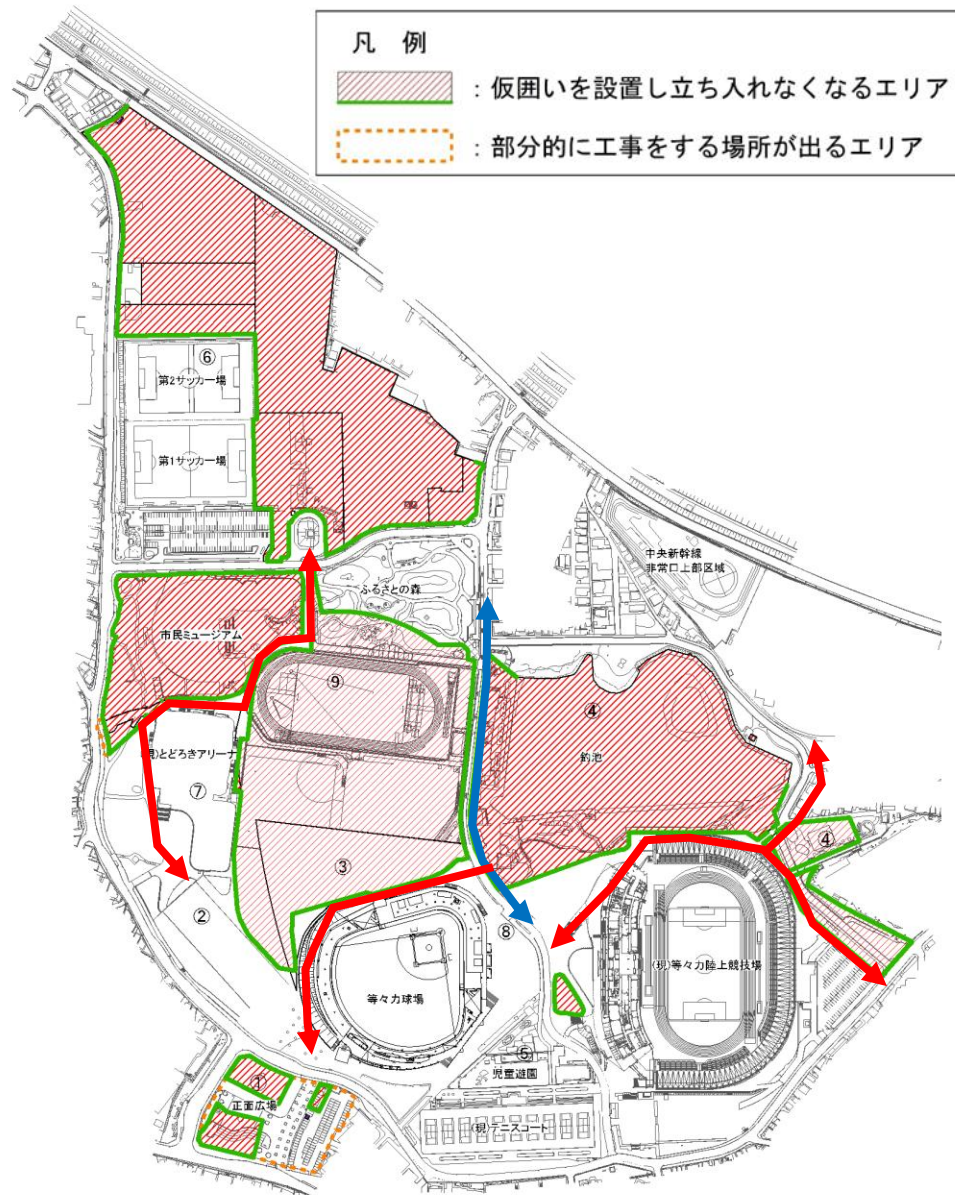 凡 例
：仮囲いを設置し立ち入れなくなるエリア
：部分的に工事をする場所が出るエリア
⑥
第2サッカー場
第1サッカー場
中央新幹線
非常口上部区域
ふるさとの森
市民ミュージアム
⑨
④
釣池
(現)とどろきアリーナ
⑦
④
③
②
⑧
(現)等々力陸上競技場
等々力球場
⑤
児童遊園
①
正面広場
(現)テニスコート